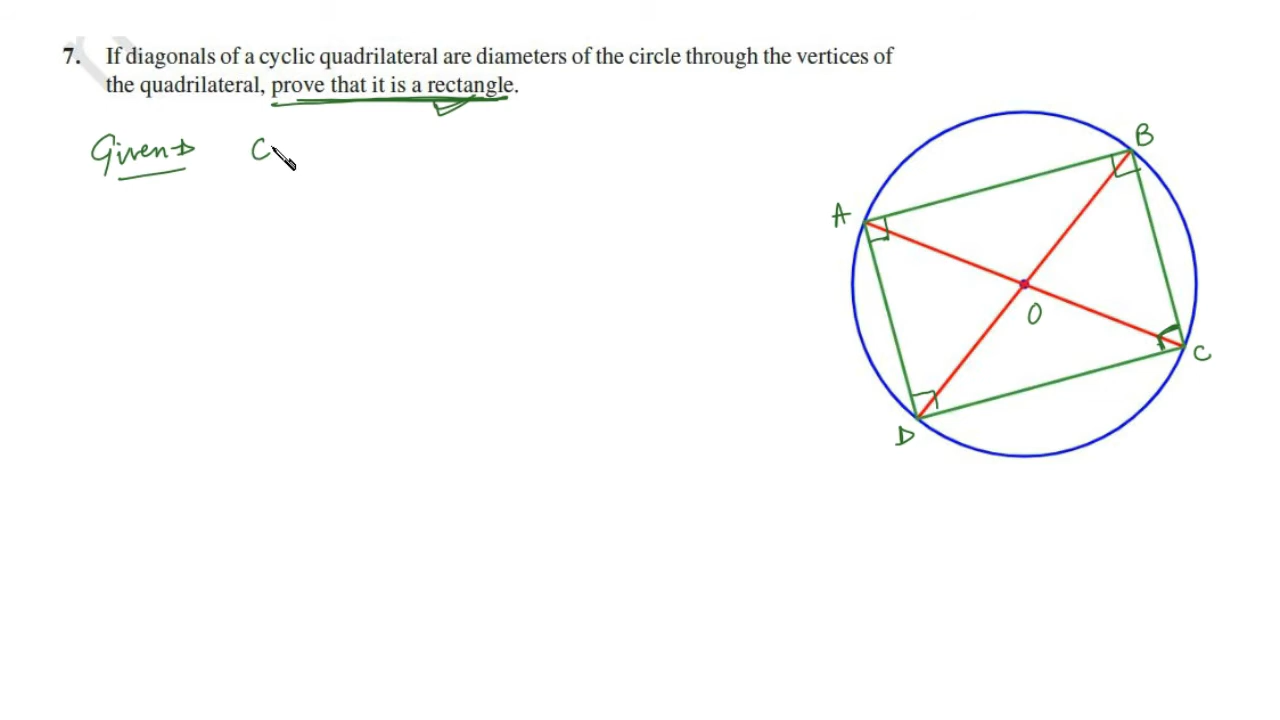 7. If diagonals of a cyclic quadrilateral are diameters of the circle through the vertices of
the quadrilateral, prove that it is a rectangle.
Given→ C
B
A
O
C
D